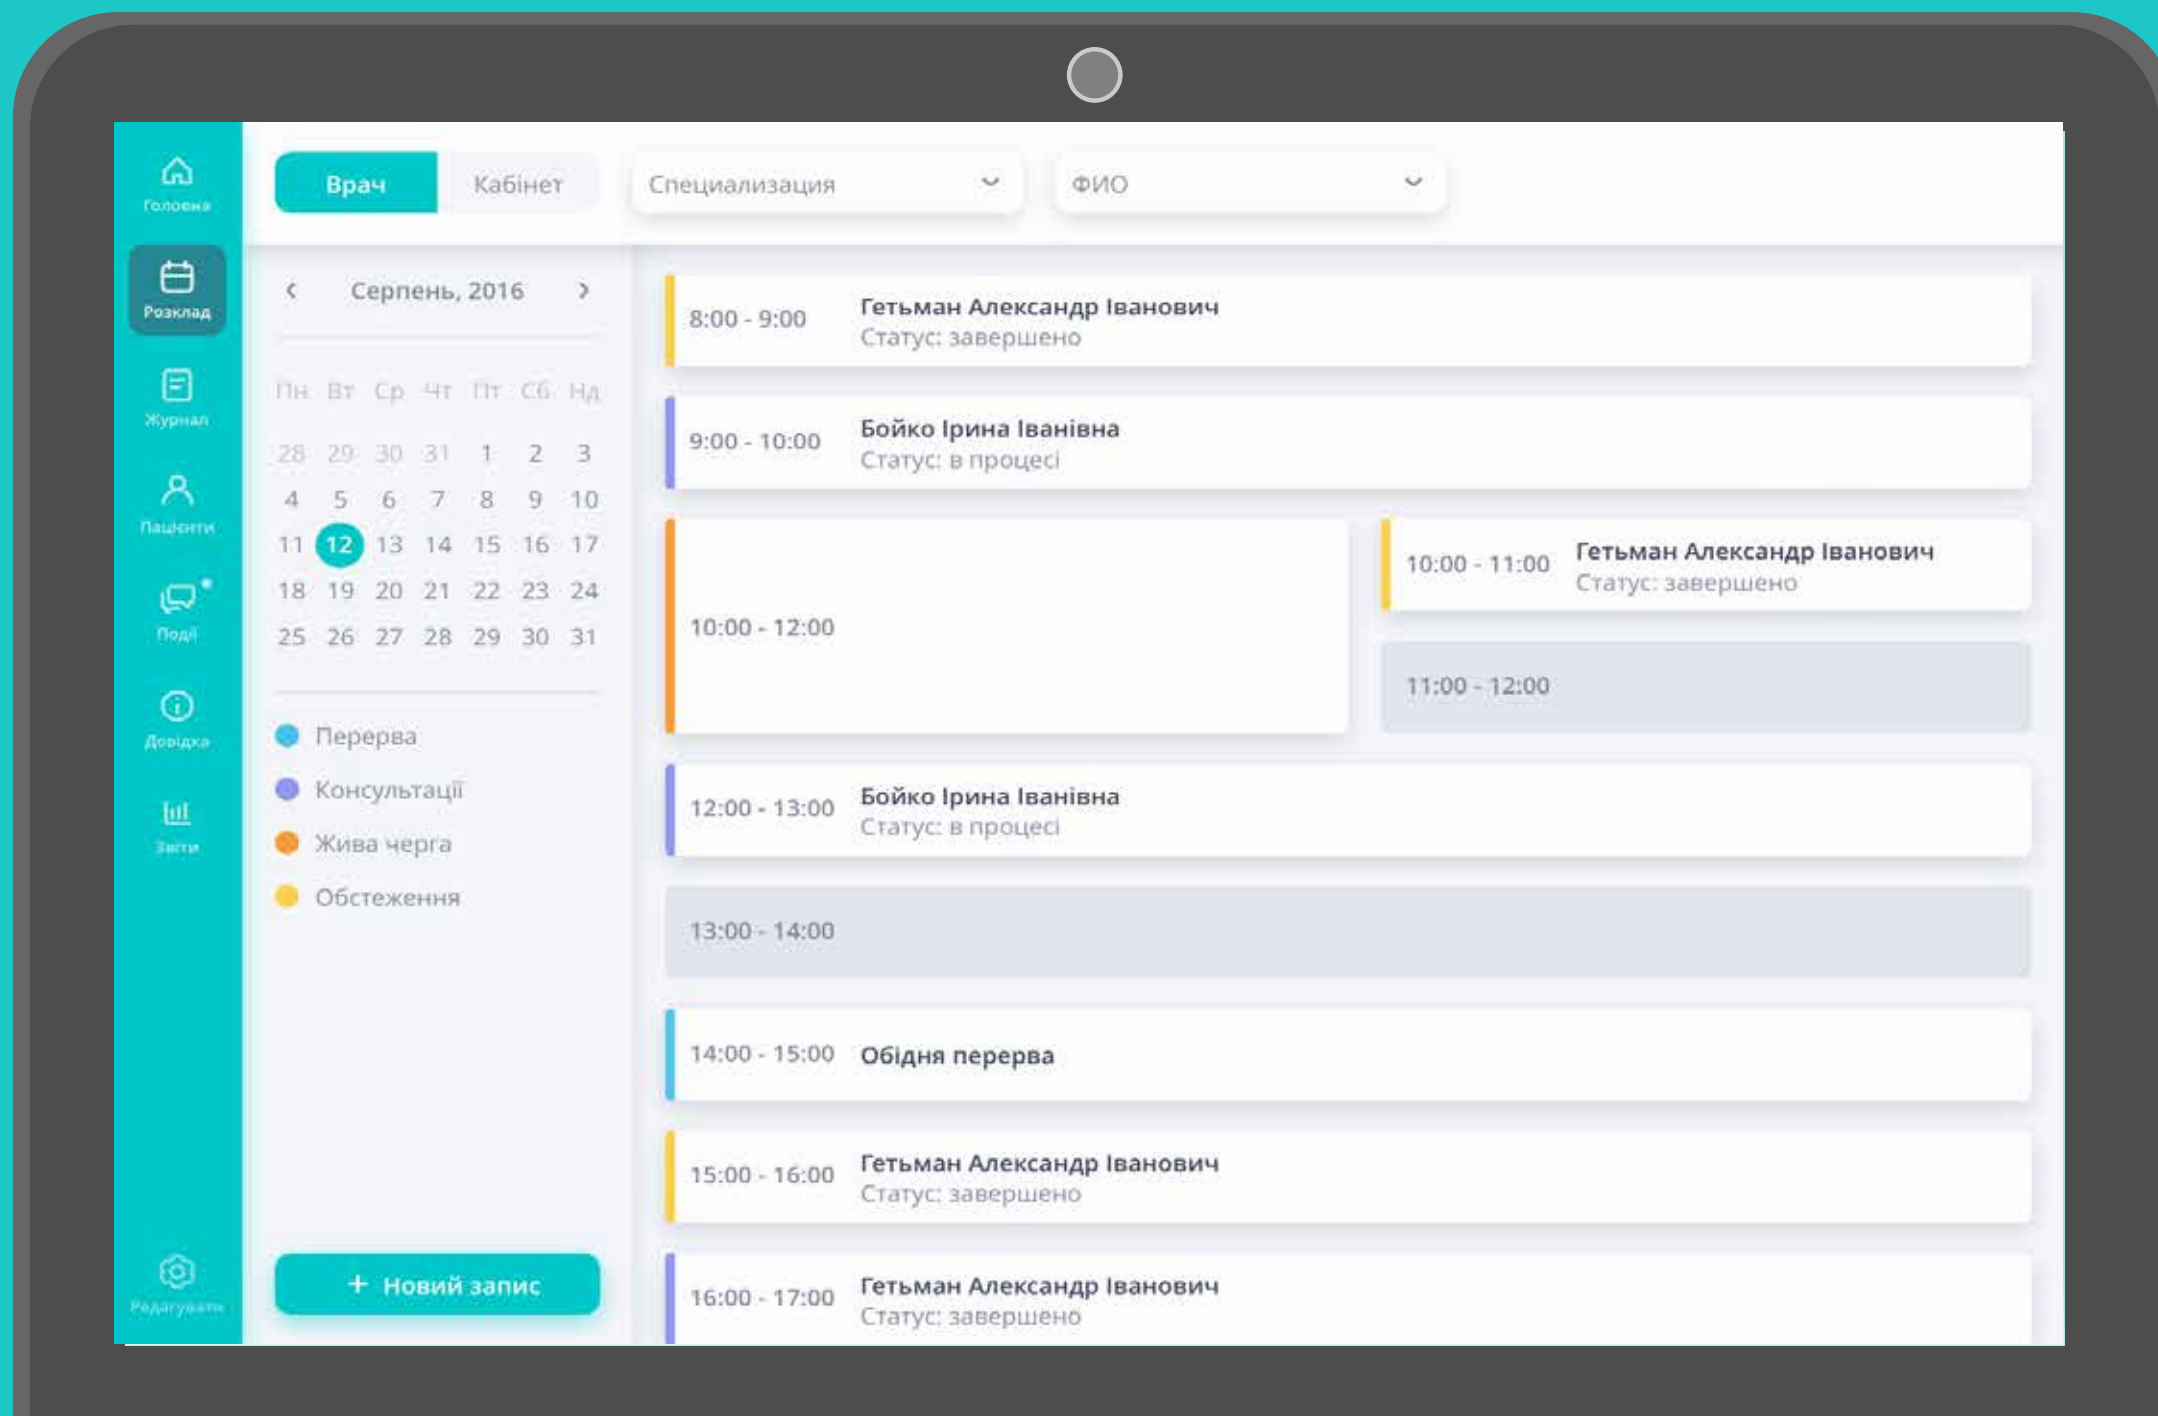 Головна
Розклад
Журнал
Пацієнти
Події
Довідка
Звіти
Редагувати
Врач
Кабінет
Специализация
ФИО
Серпень, 2016
Пн Вт Ср Чт Пт Сб Нд
28 29 30 31 1 2 3
4 5 6 7 8 9 10
11 12 13 14 15 16 17
18 19 20 21 22 23 24
25 26 27 28 29 30 31
Перерва
Консультації
Жива черга
Обстеження
+ Новий запис
8:00 - 9:00
Гетьман Александр Іванович
Статус: завершено
9:00 - 10:00
Бойко Ірина Іванівна
Статус: в процесі
10:00 - 12:00
10:00 - 11:00
Гетьман Александр Іванович
Статус: завершено
11:00 - 12:00
12:00 - 13:00
Бойко Ірина Іванівна
Статус: в процесі
13:00 - 14:00
14:00 - 15:00
Обідня перерва
15:00 - 16:00
Гетьман Александр Іванович
Статус: завершено
16:00 - 17:00
Гетьман Александр Іванович
Статус: завершено